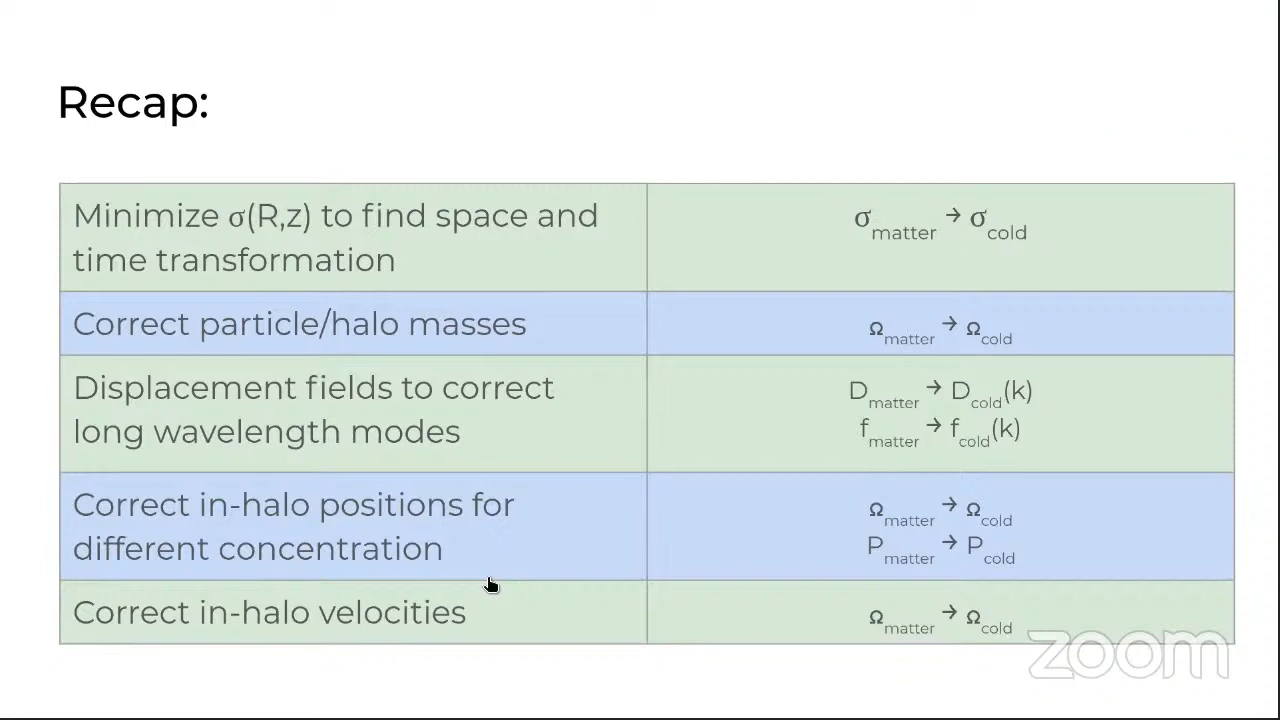 Recap:
Minimize σ(R,z) to find space and
time transformation
σmatter → σcold
Correct particle/halo masses
Ωmatter → Ωcold
Displacement fields to correct
long wavelength modes
Dmatter → Dcold(k)
fmatter → fcold(k)
Correct in-halo positions for
different concentration
Ωmatter → Ωcold
Pmatter → Pcold
Correct in-halo velocities
Ωmatter → Ωcold
zoom